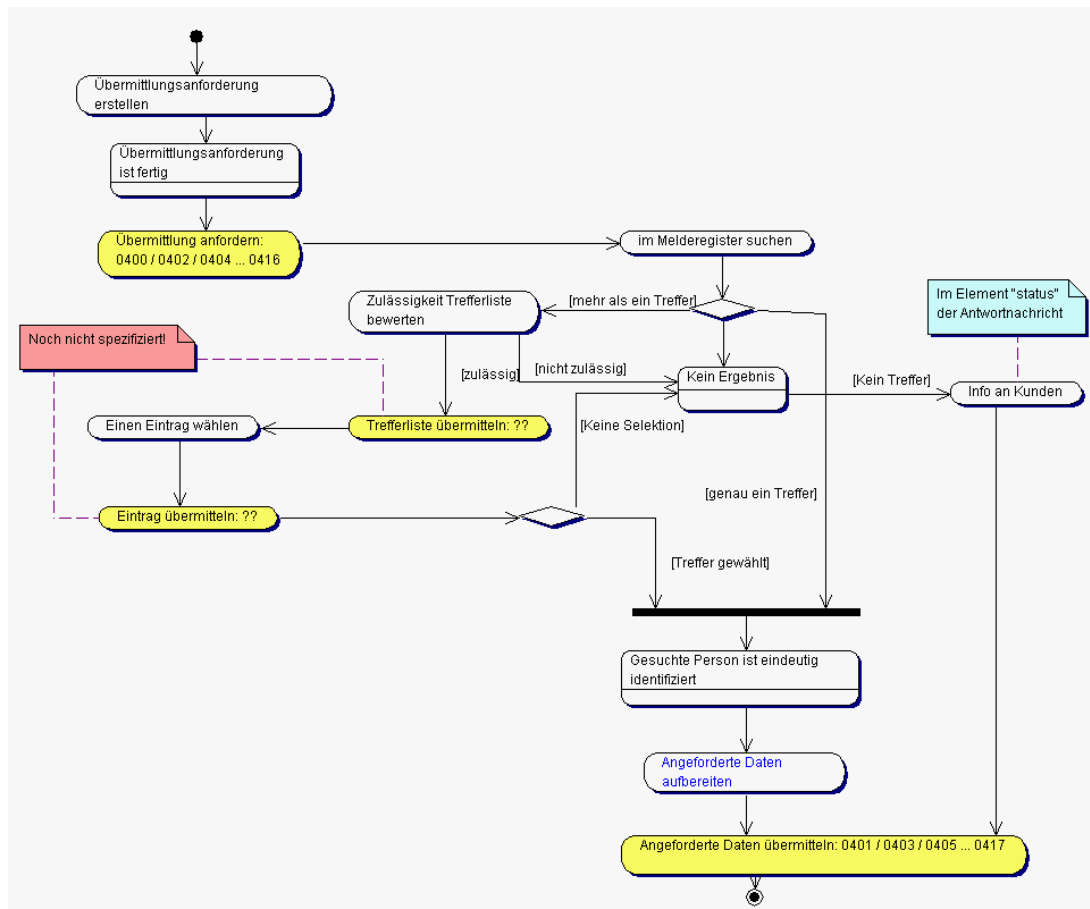 Übermittlungsanforderung
erstellen
Übermittlungsanforderung
ist fertig
Übermittlung anfordern:
0400 / 0402 / 0404 ... 0416
im Melderegister suchen
Zulässigkeit Trefferliste
bewerten
[mehr als ein Treffer]
Im Element "status"
der Antwortnachricht
Noch nicht spezifiziert!
[zulässig]
[nicht zulässig]
Kein Ergebnis
[Kein Treffer]
Info an Kunden
Einen Eintrag wählen
Trefferliste übermitteln: ??
[Keine Selektion]
[genau ein Treffer]
Eintrag übermitteln: ??
[Treffer gewählt]
Gesuchte Person ist eindeutig
identifiziert
Angeforderte Daten
aufbereiten
Angeforderte Daten übermitteln: 0401 / 0403 / 0405 ... 0417